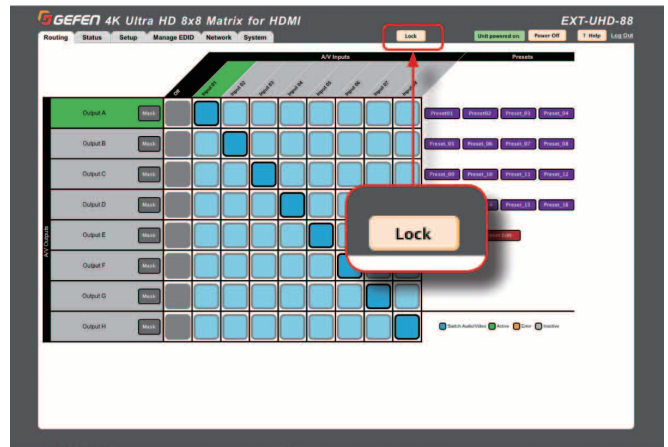 GEFEN 4K Ultra HD 8x8 Matrix for HDMI
EXT-UHD-88
Routing Status Setup Manage EDID Network System
Lock
Unit powered on Power Off ? Help Log Out
A/V Inputs
Presets
Off Input 01 Input 02 Input 03 Input 04 Input 05 Input 06 Input 07
Output A Mask
Preset01 Preset02 Preset_03 Preset_04
Output B Mask
Preset_05 Preset_06 Preset_07 Preset_08
Output C Mask
Preset_09 Preset_10 Preset_11 Preset_12
Output D Mask
Preset_15 Preset_16
A/V Outputs
Output E Mask
Lock
Output F Mask
Output G Mask
Output H Mask
Switch Audio/Video Active Error Inactive